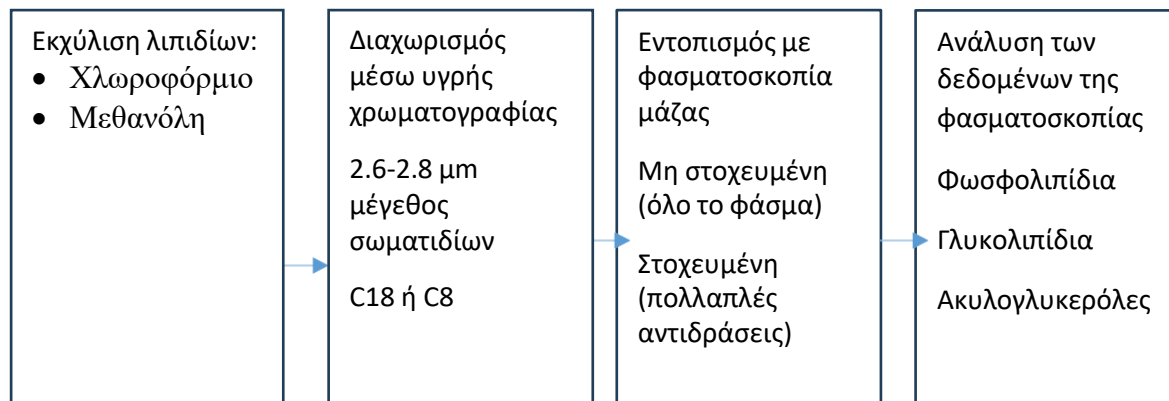 Εκχύλιση λιπιδίων:
• Χλωροφόρμιο
• Μεθανόλη
Διαχωρισμός
μέσω υγρής
χρωματογραφίας
2.6-2.8 μm
μέγεθος
σωματιδίων
C18 ή C8
Εντοπισμός με
φασματοσκοπία
μάζας
Μη στοχευμένη
(όλο το φάσμα)
Στοχευμένη
(πολλαπλές
αντιδράσεις)
Ανάλυση των
δεδομένων της
φασματοσκοπίας
Φωσφολιπίδια
Γλυκολιπίδια
Ακυλογλυκερόλες